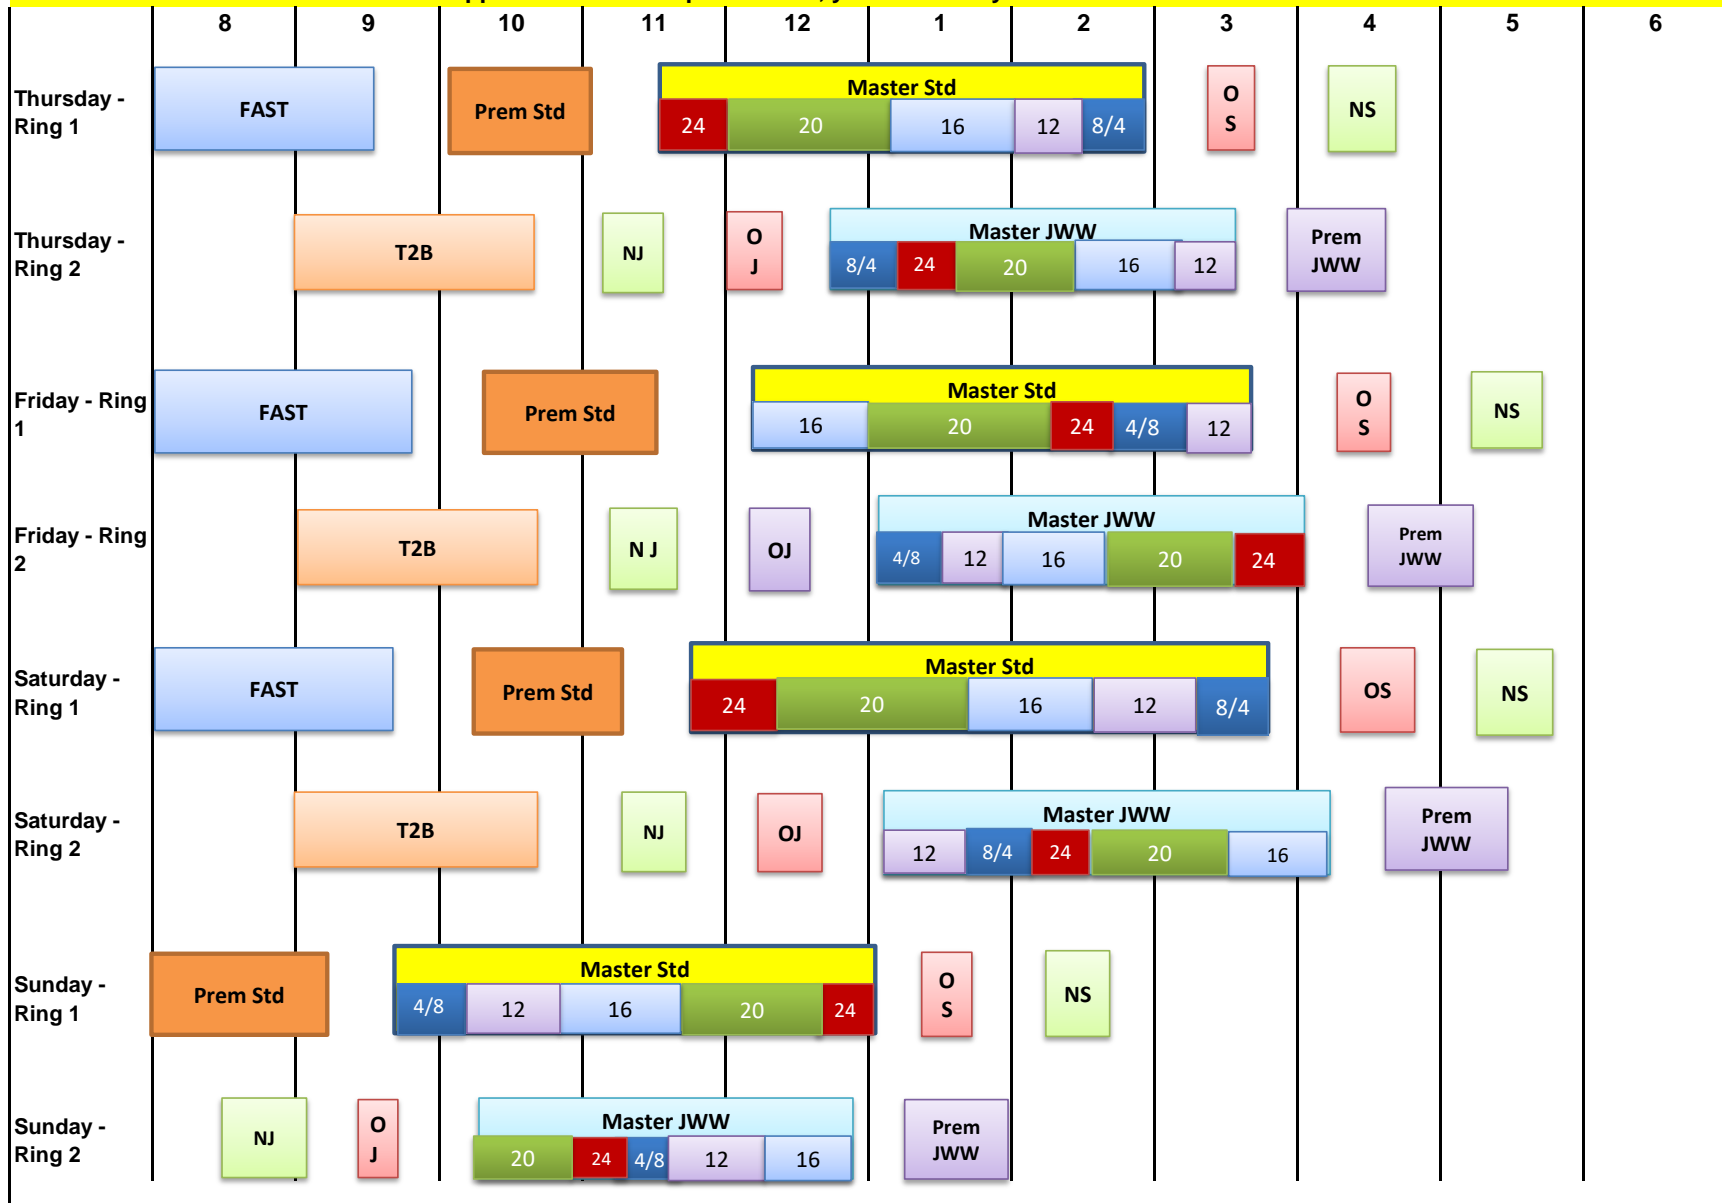 8 9 10 11 12 1 2 3 4 5 6
Thursday -
Ring 1
FAST
Prem Std
Master Std
24 20 16 12 8/4
O
S
NS
Thursday -
Ring 2
T2B
NJ
O
J
Master JWW
8/4 24 20 16 12
Prem
JWW
Friday - Ring
1
FAST
Prem Std
Master Std
16 20 24 4/8 12
O
S
NS
Friday - Ring
2
T2B
N J
OJ
Master JWW
4/8 12 16 20 24
Prem
JWW
Saturday -
Ring 1
FAST
Prem Std
Master Std
24 20 16 12 8/4
OS
NS
Saturday -
Ring 2
T2B
NJ
OJ
Master JWW
12 8/4 24 20 16
Prem
JWW
Sunday -
Ring 1
Prem Std
Master Std
4/8 12 16 20 24
O
S
NS
Sunday -
Ring 2
NJ
O
J
Master JWW
20 24 4/8 12 16
Prem
JWW